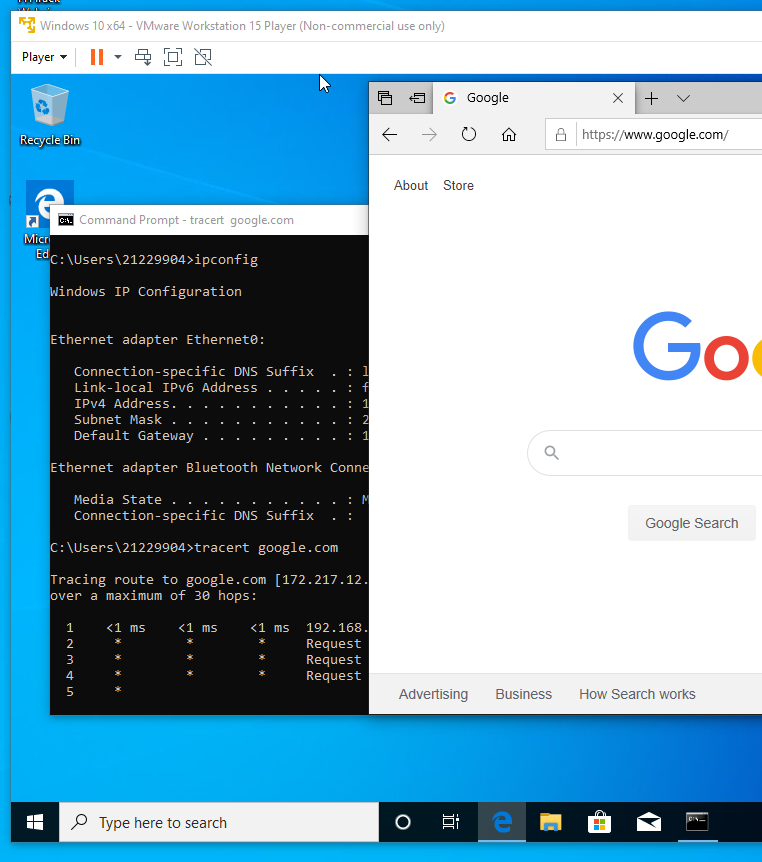 Windows 10 x64 - VMware Workstation 15 Player (Non-commercial use only)
Player
Recycle Bin
Google
https://www.google.com/
About Store
Command Prompt - tracert google.com
C:\Users\21229904>ipconfig
Windows IP Configuration
Ethernet adapter Ethernet0:
Connection-specific DNS Suffix . : l
Link-local IPv6 Address . . . . . : f
IPv4 Address. . . . . . . . . . . : 1
Subnet Mask . . . . . . . . . . . : 2
Default Gateway . . . . . . . . . : 1
Ethernet adapter Bluetooth Network Conne
Media State . . . . . . . . . . . : M
Connection-specific DNS Suffix . :
C:\Users\21229904>tracert google.com
Tracing route to google.com [172.217.12.
over a maximum of 30 hops:
1 <1 ms <1 ms <1 ms 192.168.
2 * * * Request
3 * * * Request
4 * * * Request
5 *
Goo
Google Search
Advertising Business How Search works
Type here to search